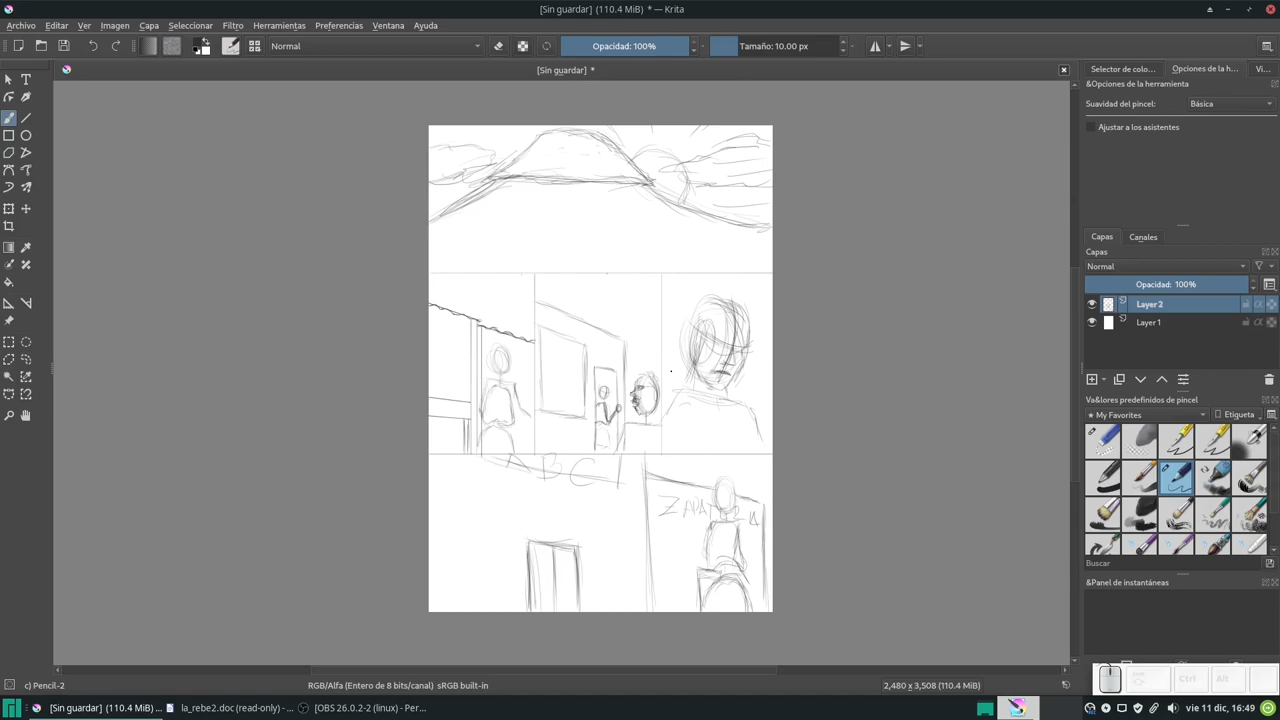 [Sin guardar] (110.4 MiB) * — Krita
Archivo Editar Ver Imagen Capa Seleccionar Filtro Herramientas Preferencias Ventana Ayuda
Normal Opacidad: 100% Tamaño: 10.00 px
[Sin guardar] *
Selector de colo... Opciones de la h... Vi...
&Opciones de la herramienta
Suavidad del pincel: Básica
Ajustar a los asistentes
Capas Canales
Capas
Normal
Opacidad: 100%
Layer 2
Layer 1
Va&lores predefinidos de pincel
★ My Favorites Etiqueta
ABC
Buscar
&Panel de instantáneas
Ctrl Alt
c) Pencil-2 RGB/Alfa (Entero de 8 bits/canal) sRGB built-in 2,480 x 3,508 (110.4 MiB)
[Sin guardar] (110.4 MiB) * ... la_rebe2.doc (read-only) - ... [OBS 26.0.2-2 (linux) - Per... vie 11 dic, 16:49